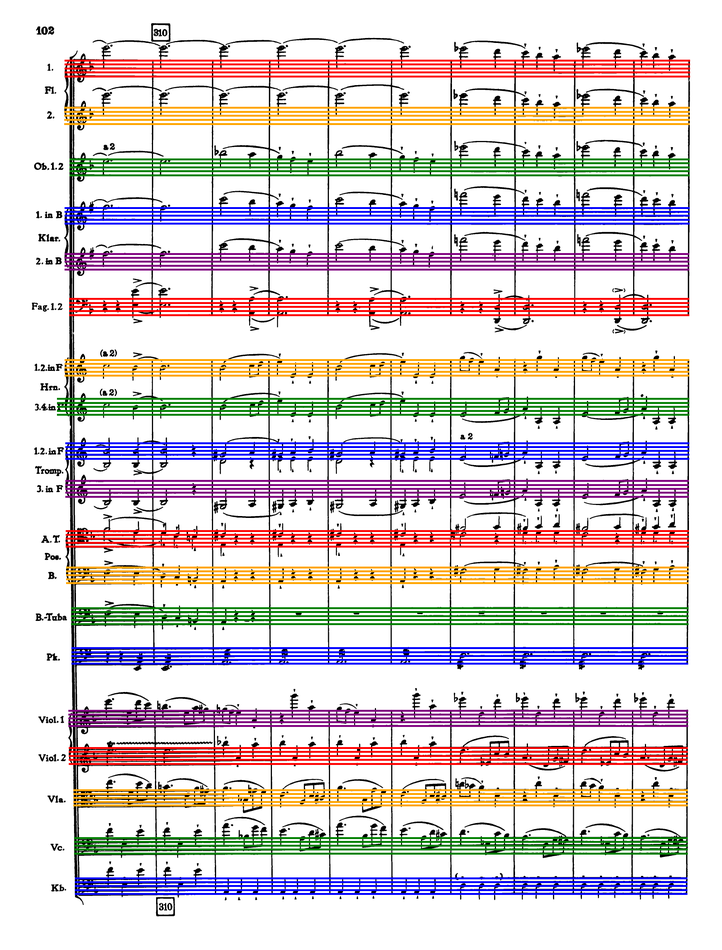 102
310
1.
Fl.
2.
a 2
Ob.1.2
1. in B
Klar.
2. in B
Fag.1.2
(a 2)
1.2.in F
Hrn.
(a 2)
3.4.in F
a 2
1.2. in F
Tromp.
3. in F
A.T.
Pos.
B.
B.-Tuba
Pk.
Viol.1
Viol. 2
Vla.
Vc.
Kb.
310